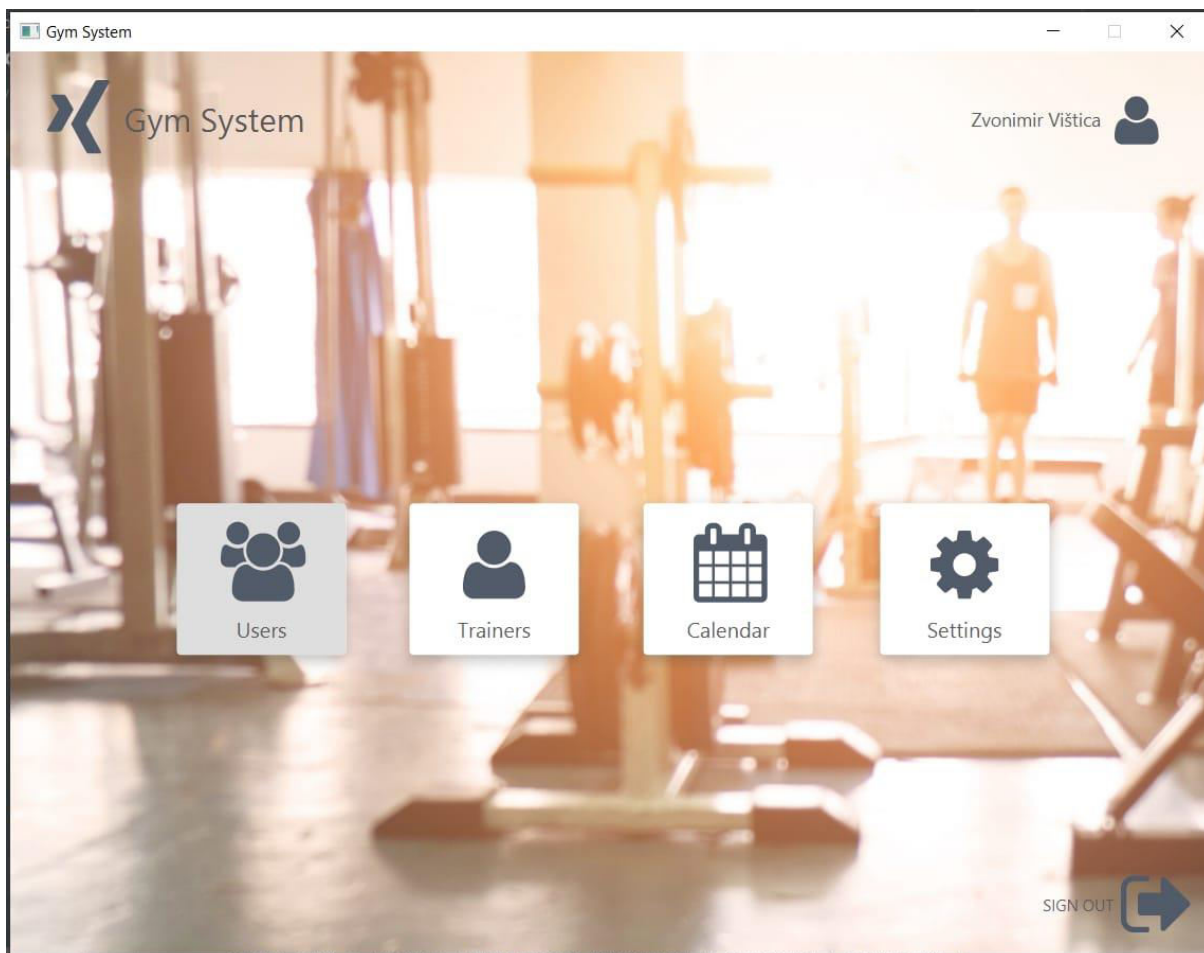 Gym System
Gym System
Zvonimir Vištica
Users
Trainers
Calendar
Settings
SIGN OUT